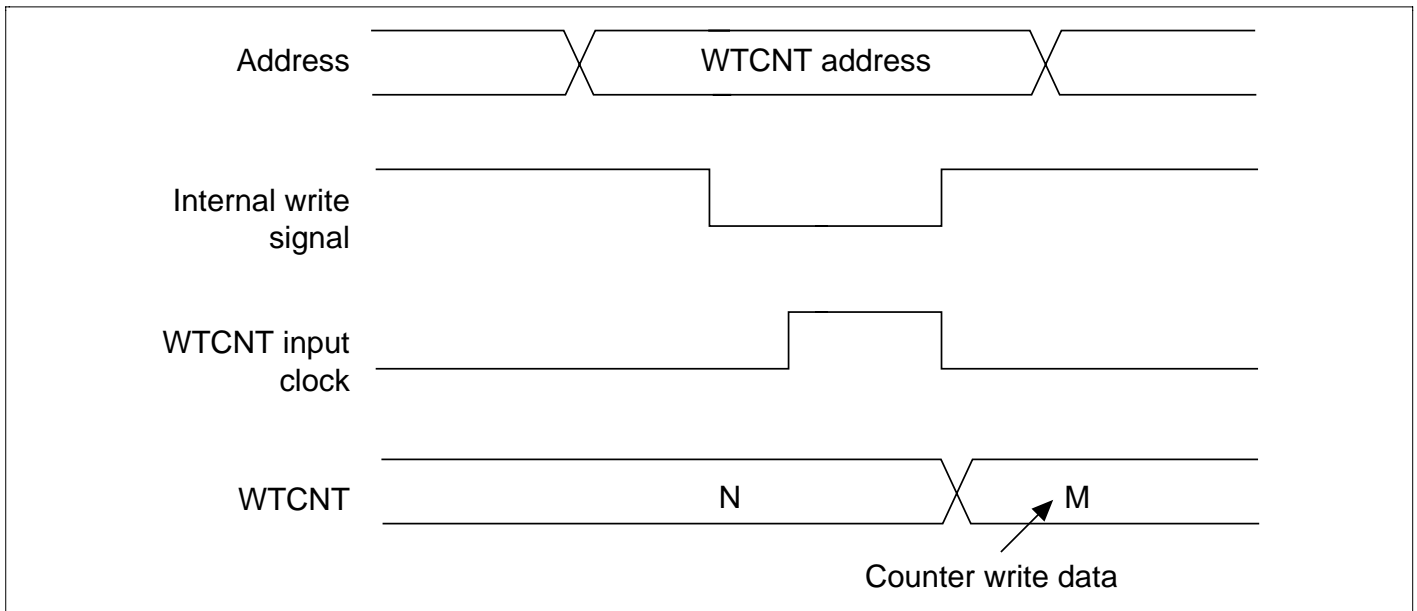 Address
WTCNT address
Internal write
signal
WTCNT input
clock
WTCNT
N
M
Counter write data